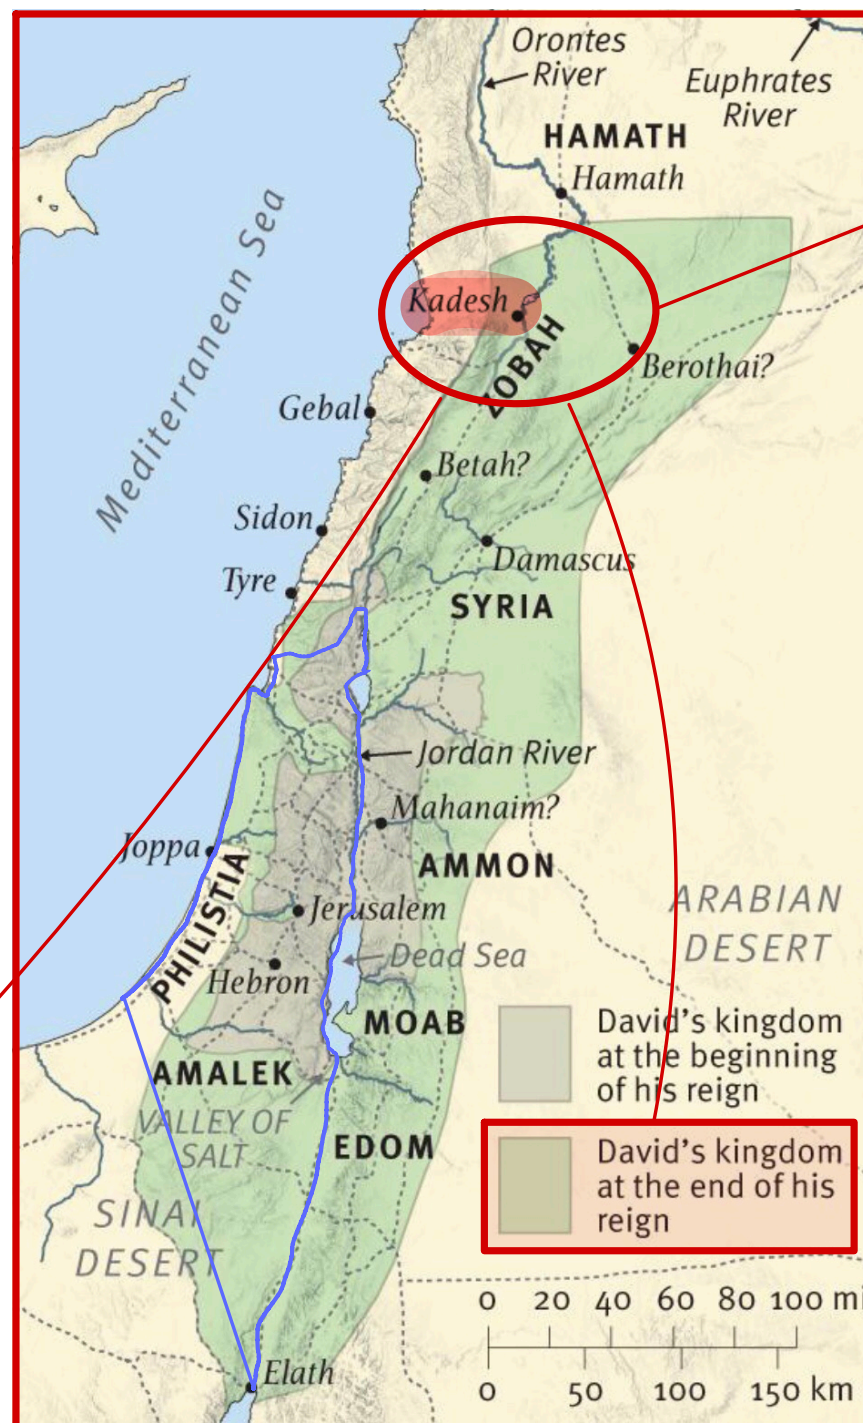 Orontes
River
Euphrates
River
HAMATH
Hamath
Mediterranean Sea
Kadesh
ZOBAH
Berothai?
Gebal
Betah?
Sidon
Damascus
Tyre
SYRIA
Jordan River
Mahanaim?
Joppa
AMMON
PHILISTIA
ARABIAN
DESERT
Jerusalem
Dead Sea
Hebron
MOAB
AMALEK
VALLEY OF
SALT
EDOM
SINAI
DESERT
Elath
David's kingdom
at the beginning
of his reign
David's kingdom
at the end of his
reign
0 20 40 60 80 100 mi
0 50 100 150 km